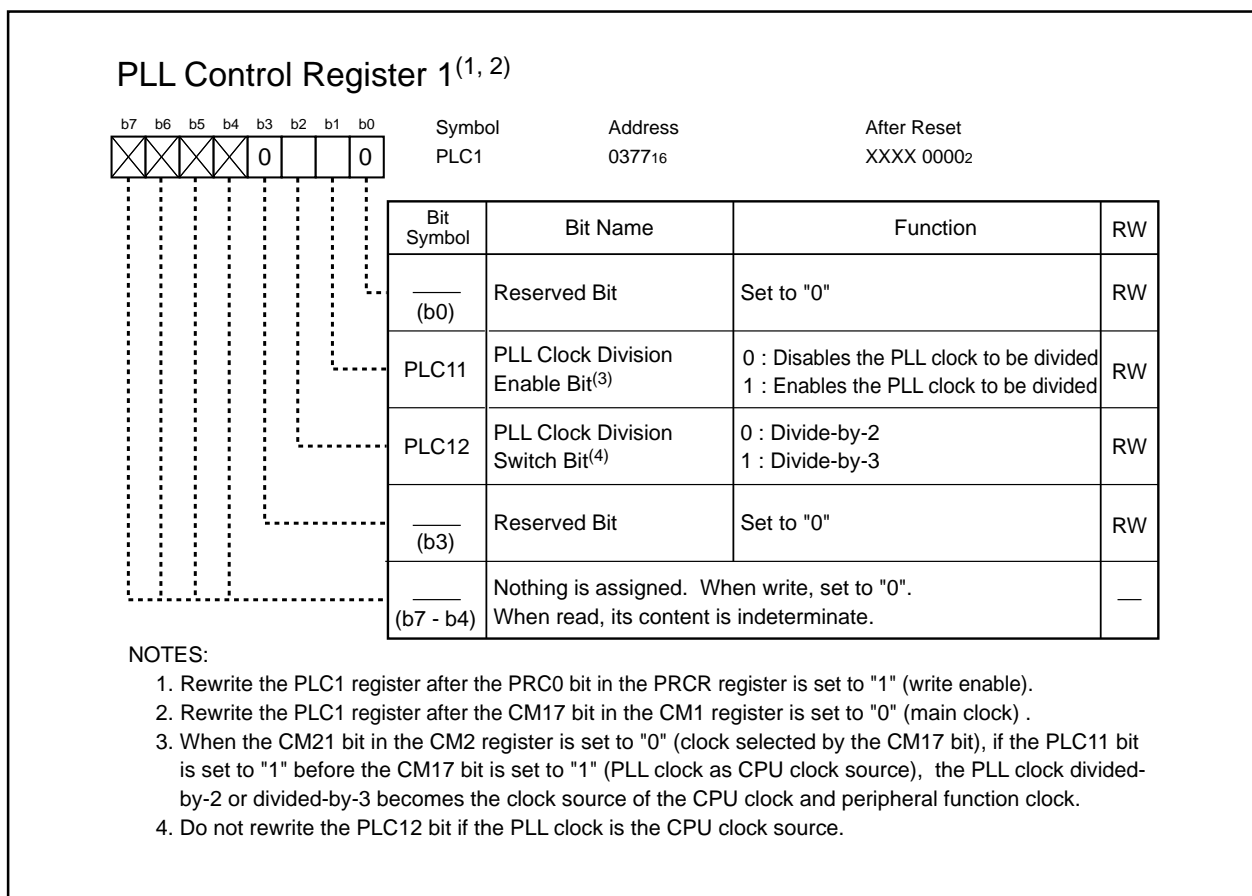 PLL Control Register 1(1, 2)
b7 b6 b5 b4 b3 b2 b1 b0 Symbol Address After Reset
0 0 PLC1 037716 XXXX 00002
Bit Symbol Bit Name Function RW
(b0) Reserved Bit Set to "0" RW
PLC11 PLL Clock Division 0 : Disables the PLL clock to be divided RW
Enable Bit(3) 1 : Enables the PLL clock to be divided
PLC12 PLL Clock Division 0 : Divide-by-2 RW
Switch Bit(4) 1 : Divide-by-3
(b3) Reserved Bit Set to "0" RW
(b7 - b4) Nothing is assigned. When write, set to "0". —
When read, its content is indeterminate.
NOTES:
1. Rewrite the PLC1 register after the PRC0 bit in the PRCR register is set to "1" (write enable).
2. Rewrite the PLC1 register after the CM17 bit in the CM1 register is set to "0" (main clock) .
3. When the CM21 bit in the CM2 register is set to "0" (clock selected by the CM17 bit), if the PLC11 bit
is set to "1" before the CM17 bit is set to "1" (PLL clock as CPU clock source), the PLL clock divided-
by-2 or divided-by-3 becomes the clock source of the CPU clock and peripheral function clock.
4. Do not rewrite the PLC12 bit if the PLL clock is the CPU clock source.